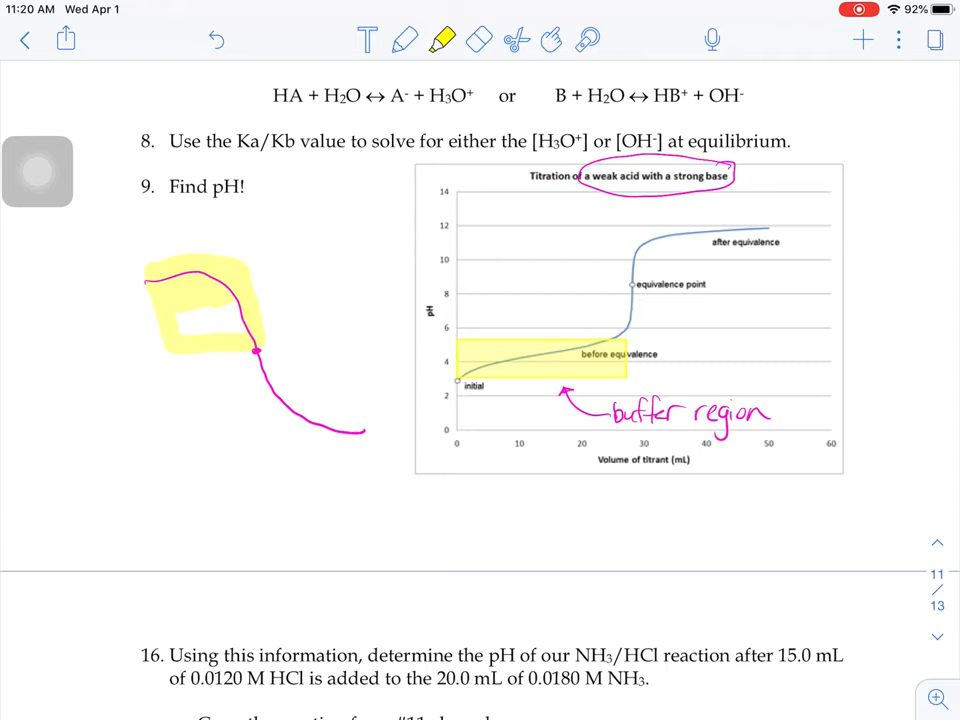 11:20 AM Wed Apr 1
92%
T
HA + H₂O ↔ A⁻ + H₃O⁺ or B + H₂O ↔ HB⁺ + OH⁻
8. Use the Ka/Kb value to solve for either the [H₃O⁺] or [OH⁻] at equilibrium.
9. Find pH!
Titration of a weak acid with a strong base
14
12
after equivalence
10
equivalence point
8
pH
6
before equivalence
4
initial
2
buffer region
0
0 10 20 30 40 50 60
Volume of titrant (mL)
11
/
13
16. Using this information, determine the pH of our NH₃/HCl reaction after 15.0 mL
of 0.0120 M HCl is added to the 20.0 mL of 0.0180 M NH₃.